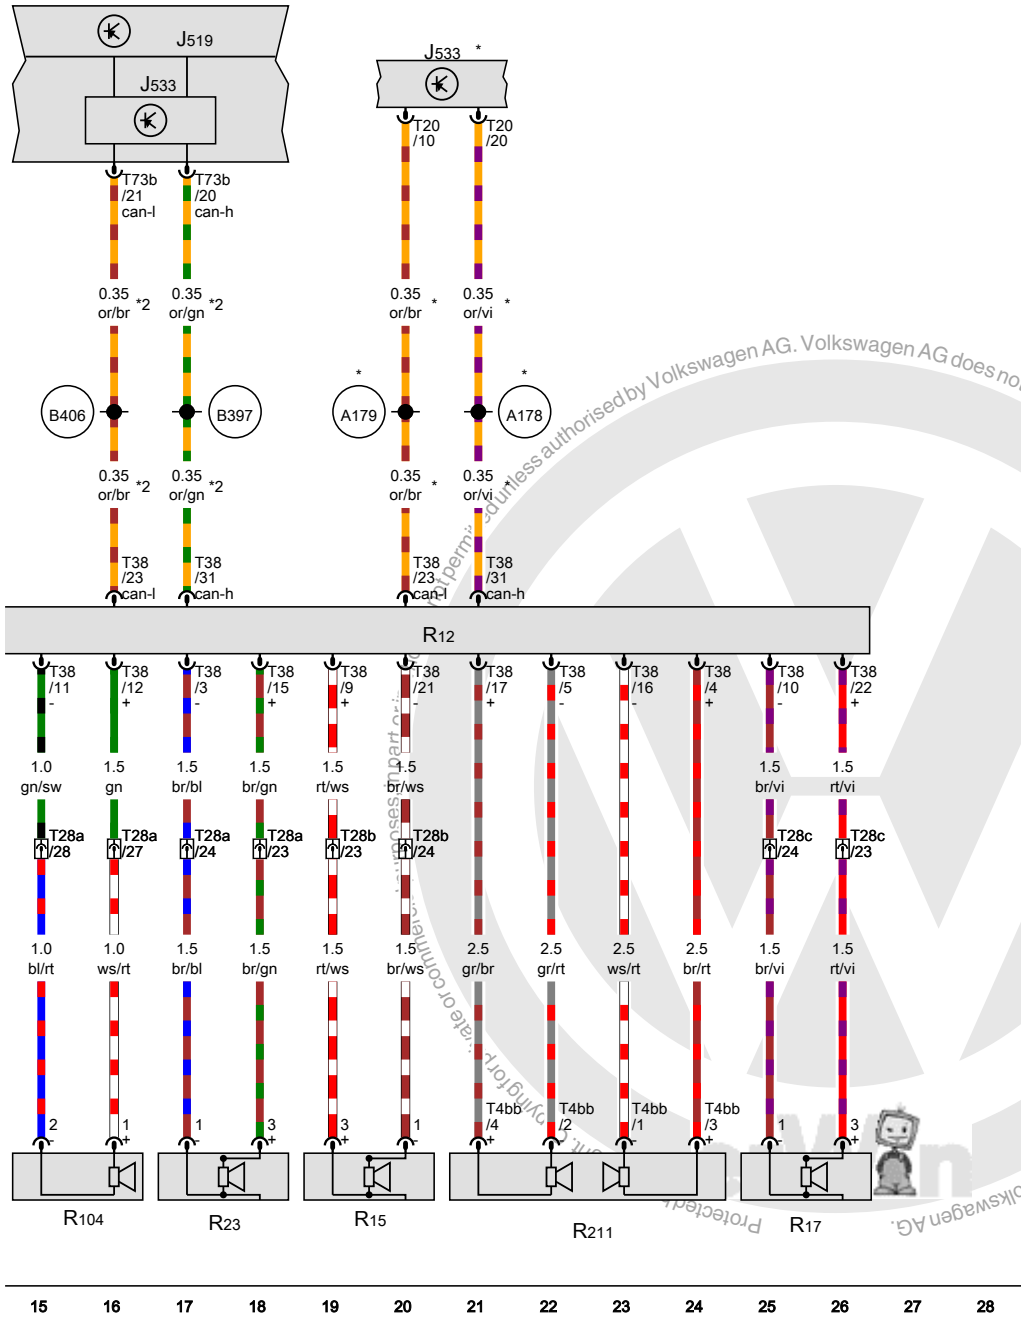 J519
J533
J533 *
T73b
/21
can-l
T73b
/20
can-h
T20
/10
T20
/20
0.35
or/br *2
0.35
or/gn *2
0.35
or/br *
0.35
or/vi *
B406
B397
*
A179
*
A178
0.35
or/br *2
0.35
or/gn *2
0.35
or/br *
0.35
or/vi *
T38
/23
can-l
T38
/31
can-h
T38
/23
can-l
T38
/31
can-h
R12
T38
/11
-
T38
/12
+
T38
/3
-
T38
/15
+
T38
/9
+
T38
/21
-
T38
/17
+
T38
/5
-
T38
/16
-
T38
/4
+
T38
/10
-
T38
/22
+
1.0
gn/sw
1.5
gn
1.5
br/bl
1.5
br/gn
1.5
rt/ws
1.5
br/ws
1.5
br/vi
1.5
rt/vi
T28a
/28
T28a
/27
T28a
/24
T28a
/23
T28b
/23
T28b
/24
T28c
/24
T28c
/23
1.0
bl/rt
1.0
ws/rt
1.5
br/bl
1.5
br/gn
1.5
rt/ws
1.5
br/ws
2.5
gr/br
2.5
gr/rt
2.5
ws/rt
2.5
br/rt
1.5
br/vi
1.5
rt/vi
2
-
1
+
1
-
3
+
3
+
1
-
T4bb
/4
+
T4bb
/2
-
T4bb
/1
-
T4bb
/3
+
1
-
3
+
R104
R23
R15
R211
R17
15 16 17 18 19 20 21 22 23 24 25 26 27 28
authorised by Volkswagen AG. Volkswagen AG does no
Protected
olkswagen AG.